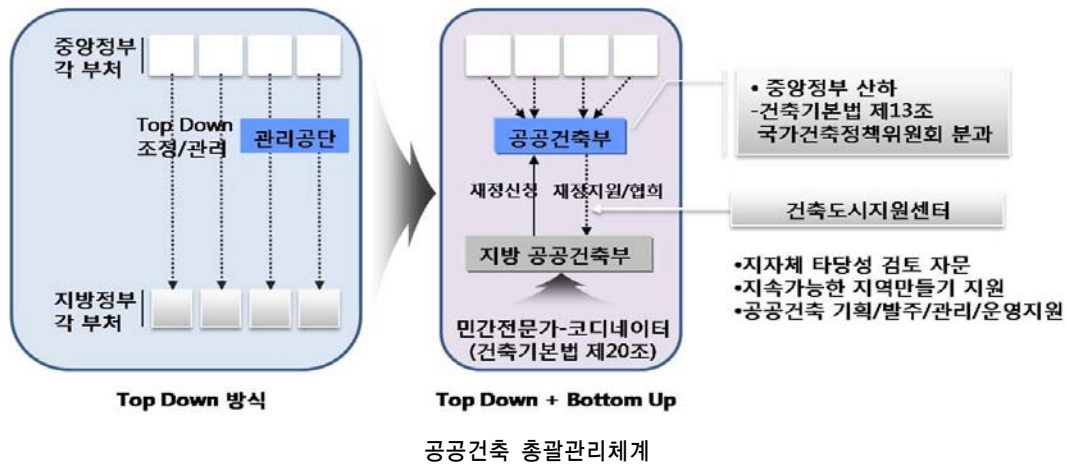 중앙정부
각 부처
Top Down
조정/관리
관리공단
지방정부
각 부처
Top Down 방식
공공건축부
재정신청
재정지원/협희
지방 공공건축부
민간전문가-코디네이터
(건축기본법 제20조)
Top Down + Bottom Up
• 중앙정부 산하
-건축기본법 제13조
국가건축정책위원회 분과
건축도시지원센터
•지자체 타당성 검토 자문
•지속가능한 지역만들기 지원
•공공건축 기획/발주/관리/운영지원
공공건축 총괄관리체계